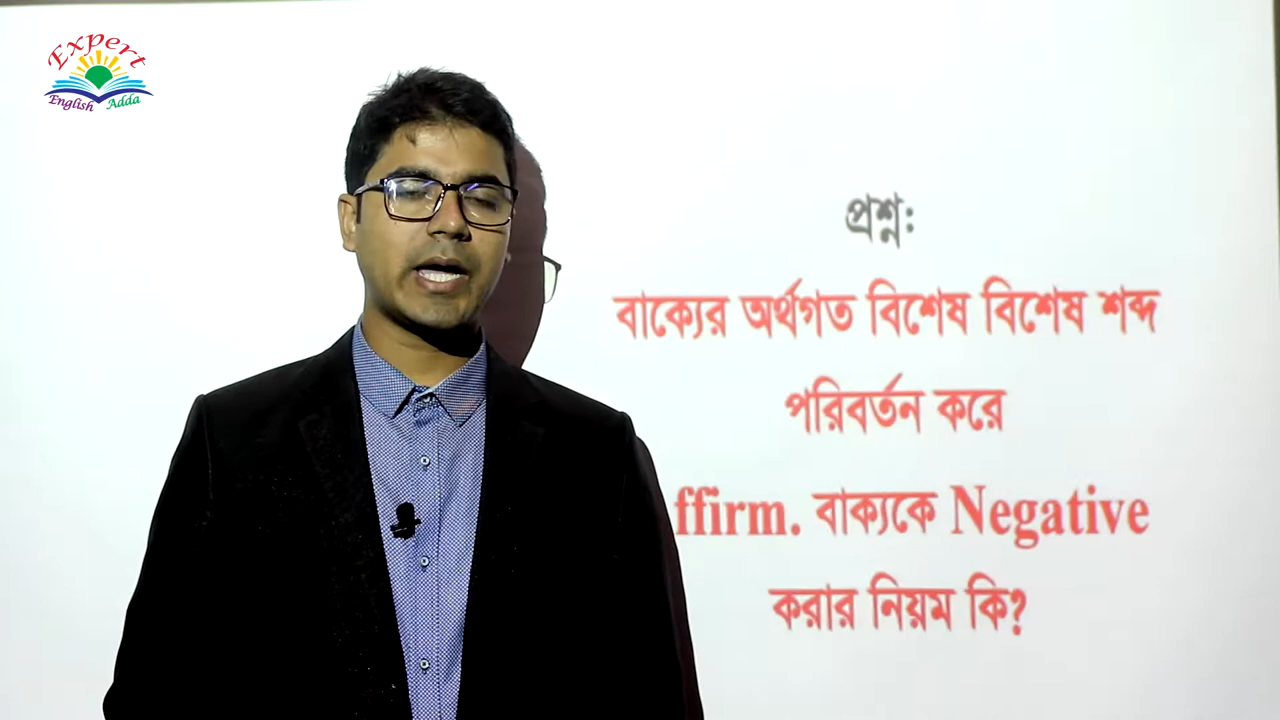 Expert
English Adda
প্রশ্ন:
বাক্যের অর্থগত বিশেষ বিশেষ শব্দ
পরিবর্তন করে
ffirm. বাক্যকে Negative
করার নিয়ম কি?